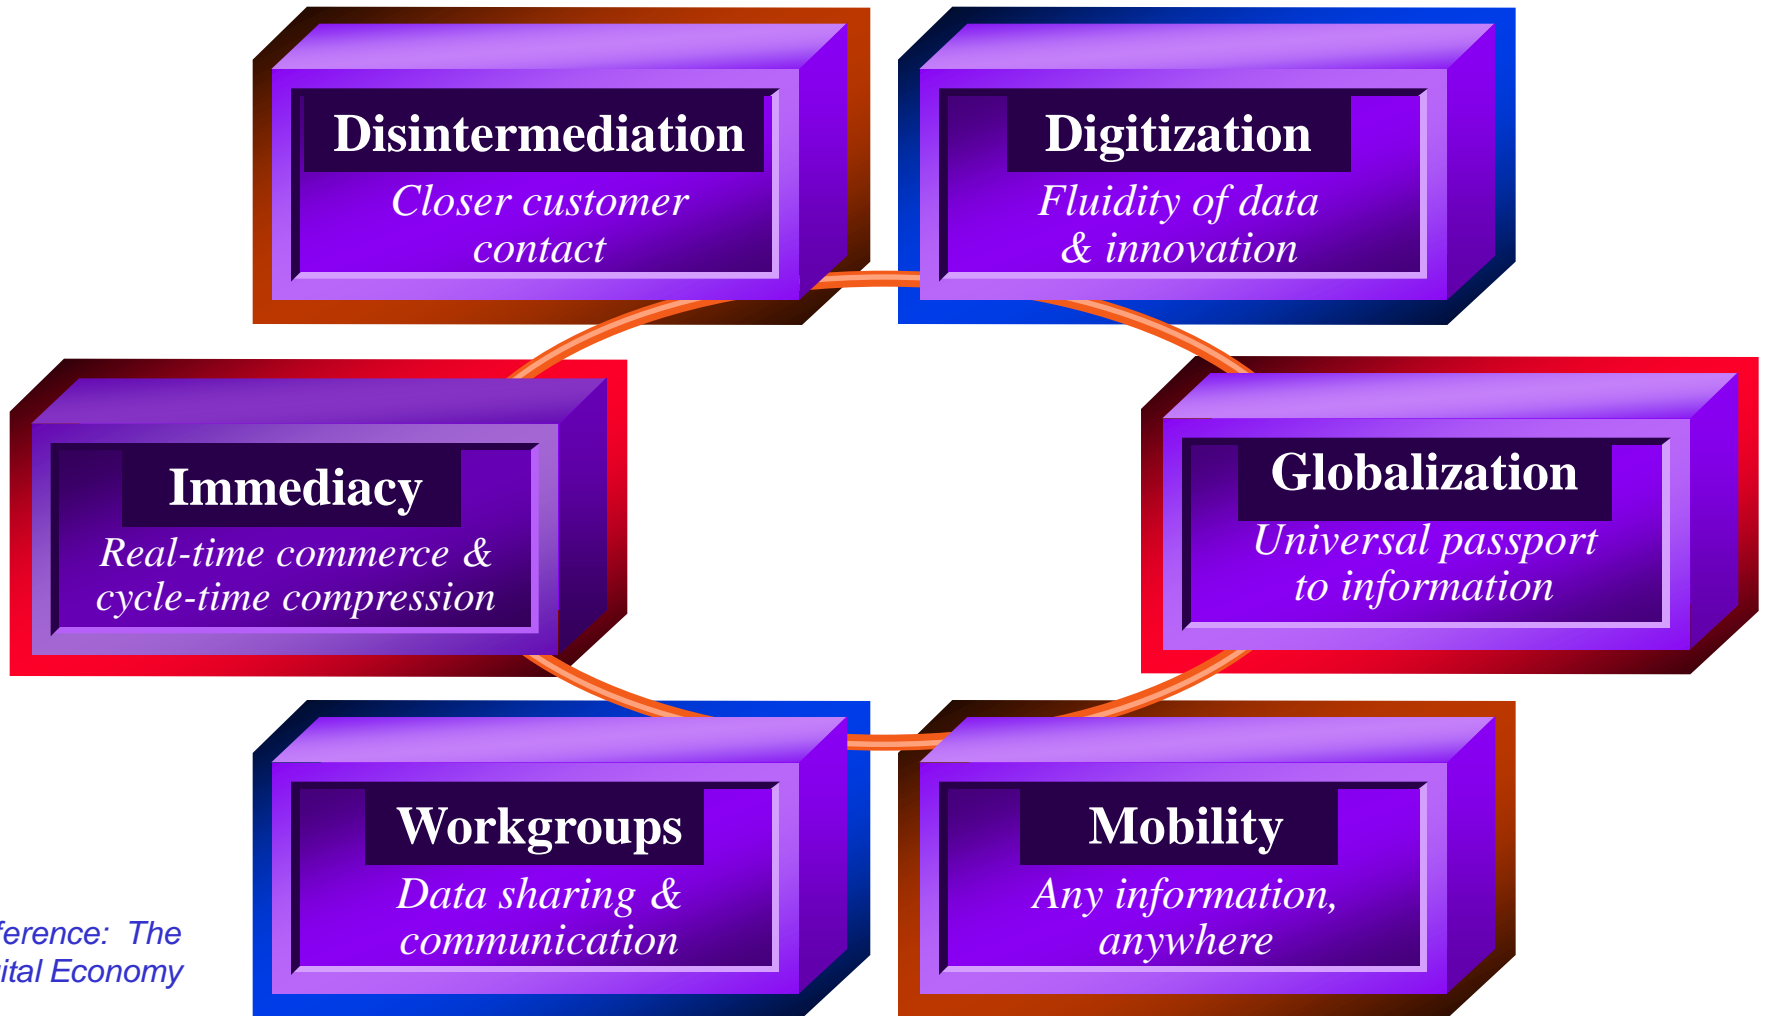 Disintermediation
Closer customer
contact
Digitization
Fluidity of data
& innovation
Immediacy
Real-time commerce &
cycle-time compression
Globalization
Universal passport
to information
Workgroups
Data sharing &
communication
Mobility
Any information,
anywhere
ference: The
ital Economy